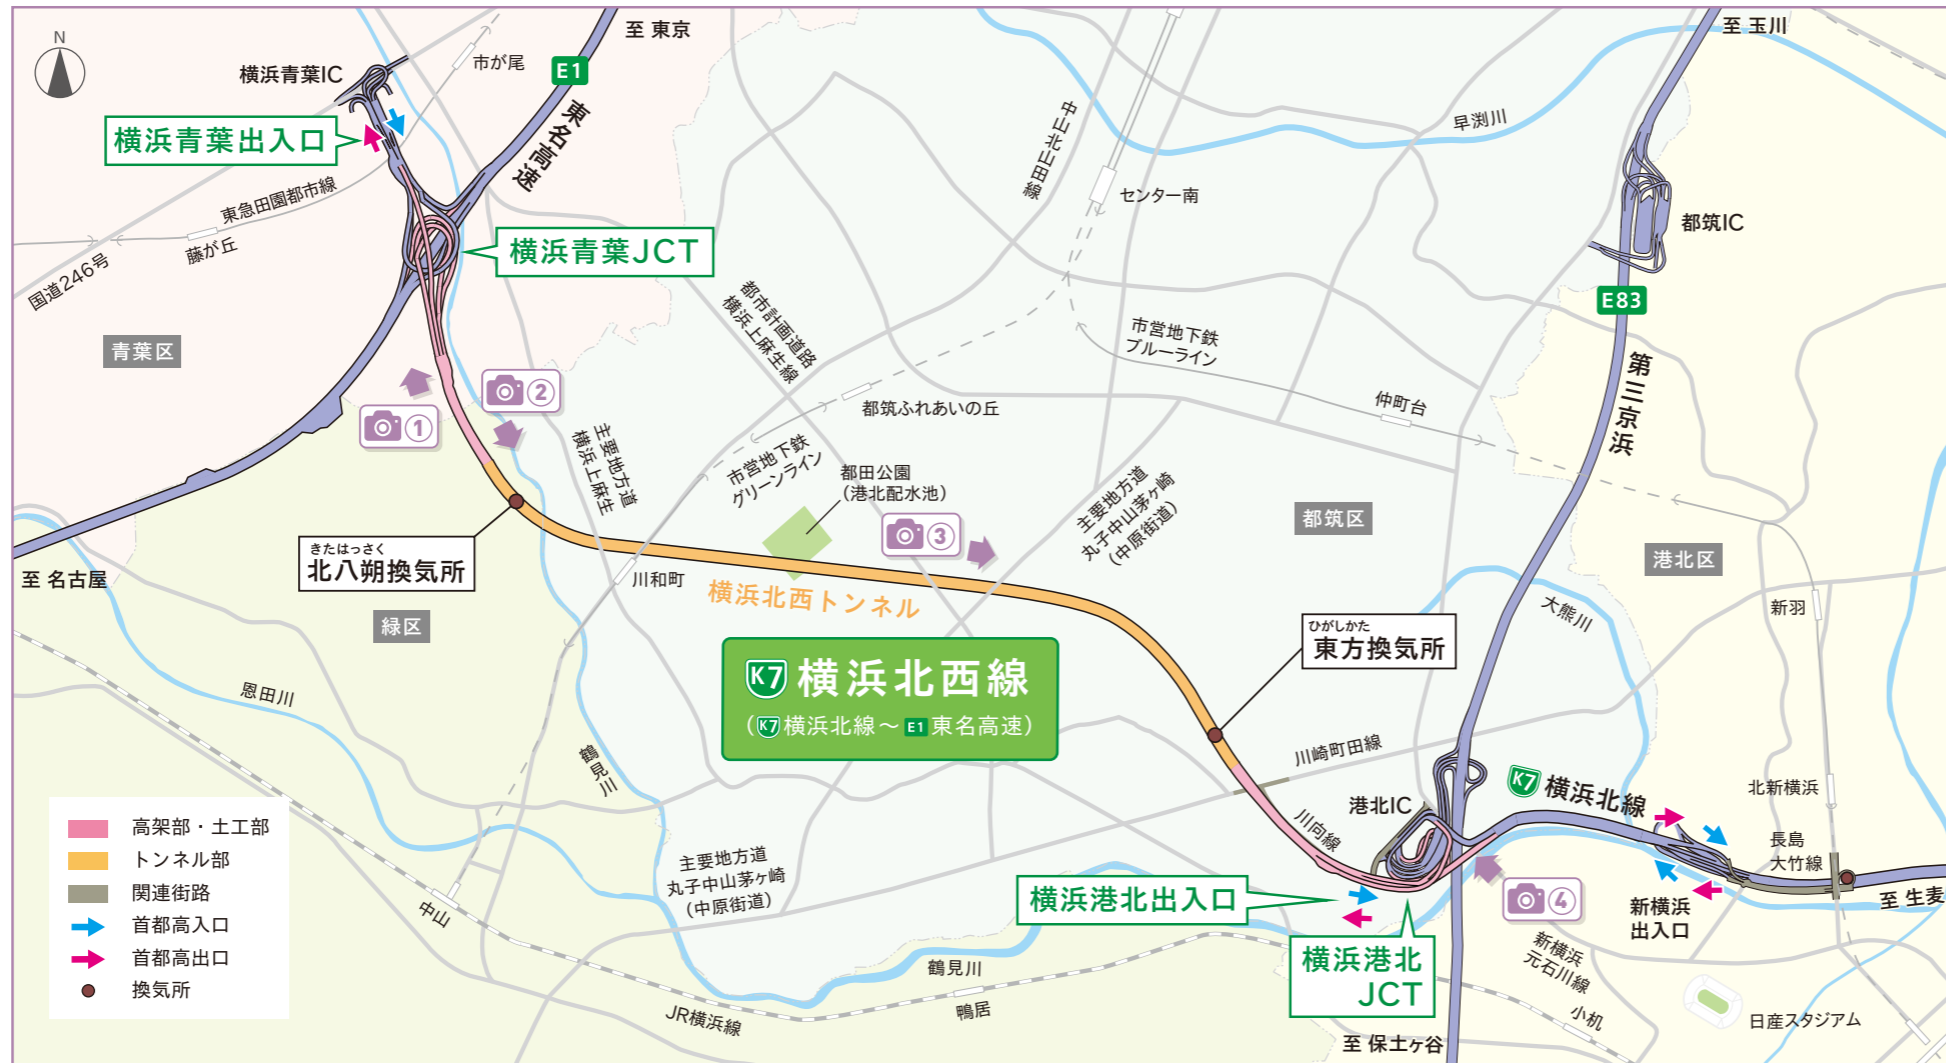 N
至 東京
至 玉川
横浜青葉IC
市が尾
E1
東名高速
横浜青葉出入口
中山北山田線
早渕川
センター南
東急田園都市線
藤が丘
国道246号
横浜青葉JCT
都筑IC
青葉区
都市計画道路
横浜上麻生線
市営地下鉄
ブルーライン
E83
第三京浜
①
②
都筑ふれあいの丘
仲町台
主要地方道
横浜上麻生
市営地下鉄
グリーンライン
都田公園
（港北配水池）
③
主要地方道
丸子中山茅ヶ崎
（中原街道）
都筑区
港北区
きたはっさく
北八朔換気所
至 名古屋
緑区
川和町
横浜北西トンネル
大熊川
新羽
ひがしかた
東方換気所
K7 横浜北西線
（K7 横浜北線～E1 東名高速）
恩田川
鶴見川
川崎町田線
港北IC
K7 横浜北線
北新横浜
川向線
長島
大竹線
高架部・土工部
トンネル部
関連街路
首都高入口
首都高出口
換気所
主要地方道
丸子中山茅ヶ崎
（中原街道）
中山
横浜港北出入口
④
新横浜
出入口
至 生麦
横浜港北
JCT
新横浜
元石川線
鶴見川
鴨居
JR横浜線
小机
日産スタジアム
至 保土ヶ谷